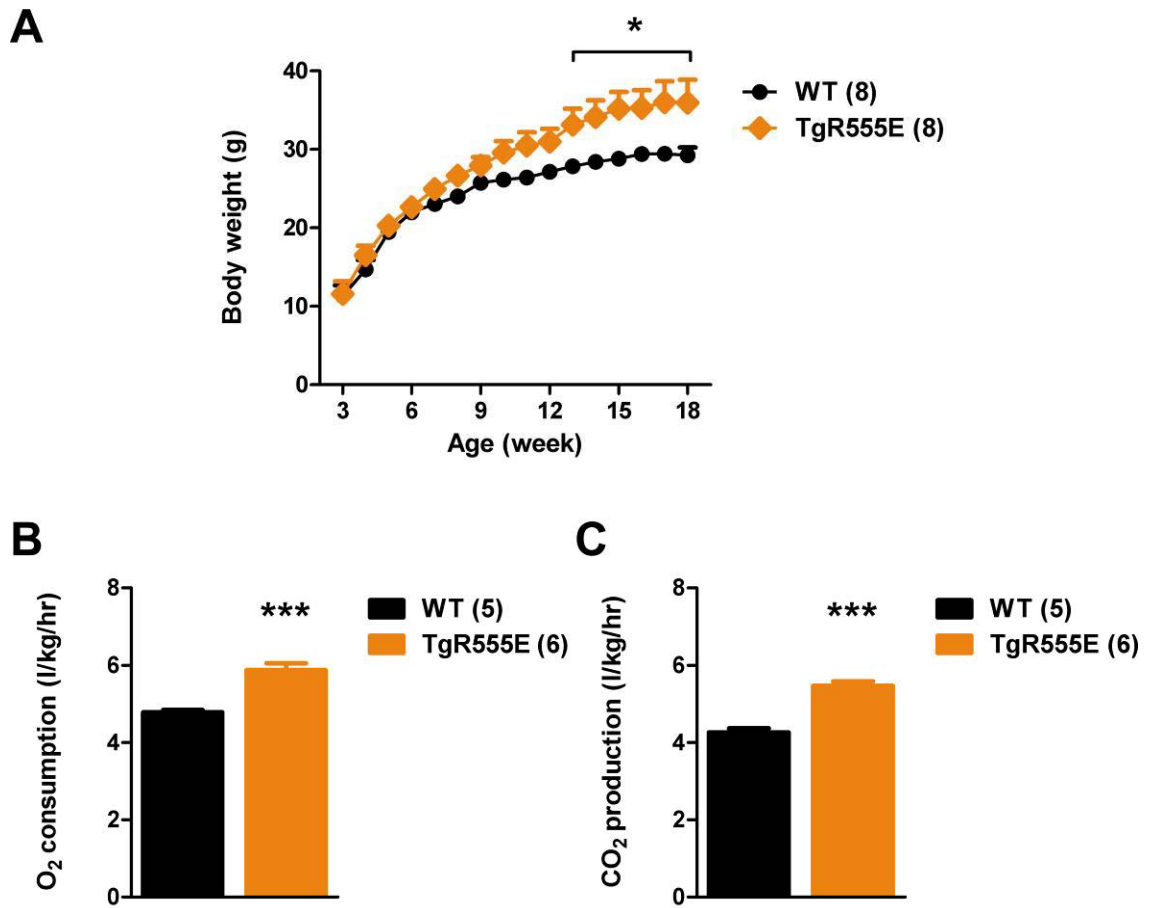 A
*
40
30
20
10
0
Body weight (g)
3 6 9 12 15 18
Age (week)
WT (8)
TgR555E (8)
B
8
6
4
2
0
O₂ consumption (l/kg/hr)
***
WT (5)
TgR555E (6)
C
8
6
4
2
0
CO₂ production (l/kg/hr)
***
WT (5)
TgR555E (6)